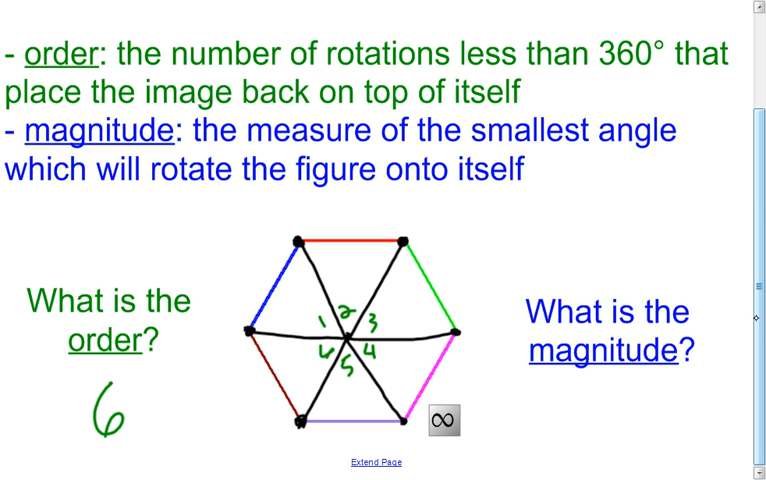 - order: the number of rotations less than 360° that
place the image back on top of itself
- magnitude: the measure of the smallest angle
which will rotate the figure onto itself
What is the
order?
6
1 2 3
6 5 4
∞
What is the
magnitude?
Extend Page